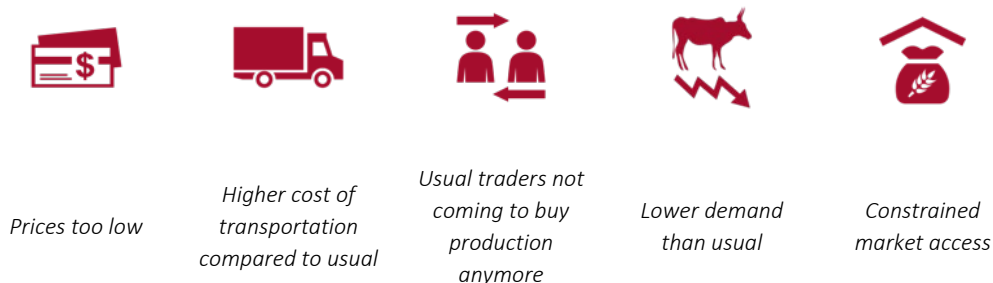 $
Prices too low
Higher cost of
transportation
compared to usual
Usual traders not
coming to buy
production
anymore
Lower demand
than usual
Constrained
market access